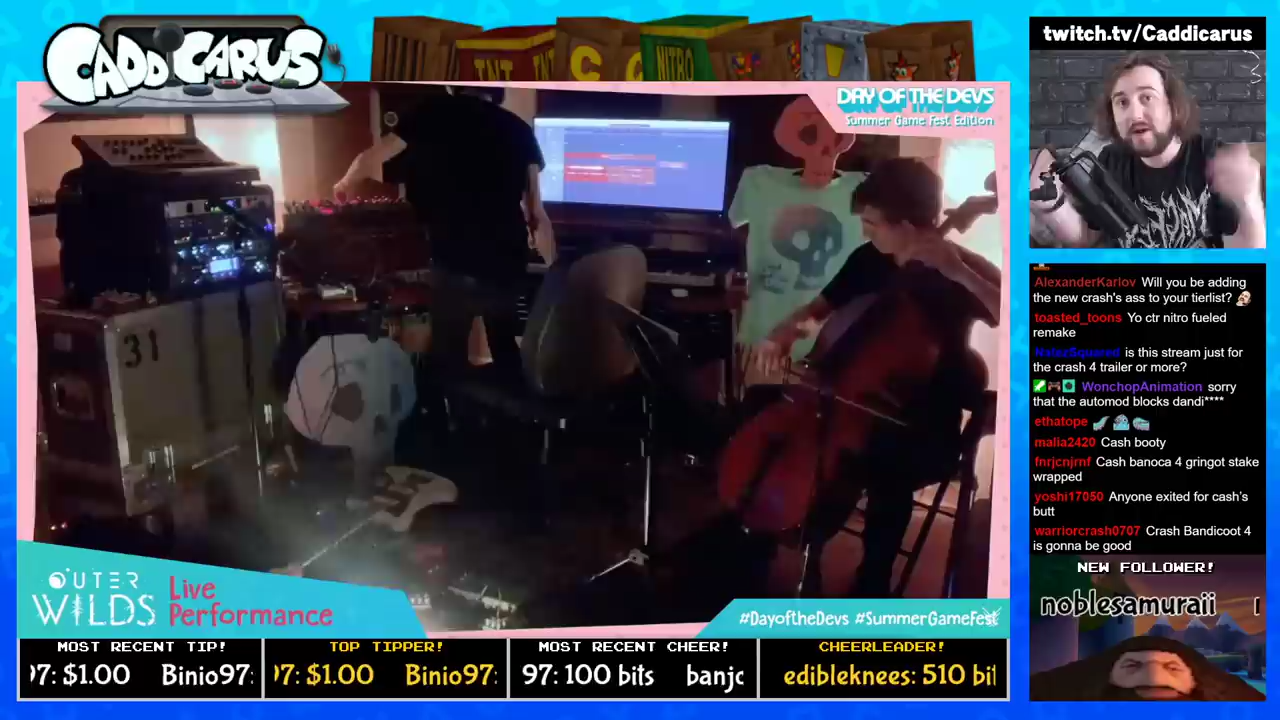 CADDICARUS
TNT
TNT
C
C
NITRO
twitch.tv/Caddicarus
DAY OF THE DEVS
Summer Game Fest Edition
31
AlexanderKarlov Will you be adding
the new crash's ass to your tierlist?
toasted_toons Yo ctr nitro fueled
remake
NatezSquared is this stream just for
the crash 4 trailer or more?
WonchopAnimation sorry
that the automod blocks dandi****
ethatope
malia2420 Cash booty
fnrjcnjrnf Cash banoca 4 gringot stake
wrapped
yoshi17050 Anyone exited for cash's
butt
warriorcrash0707 Crash Bandicoot 4
is gonna be good
NEW FOLLOWER!
noblesamuraii
OUTER
WILDS
Live
Performance
#DayoftheDevs #SummerGameFest
MOST RECENT TIP!
97: $1.00 Binio97:
TOP TIPPER!
97: $1.00 Binio97:
MOST RECENT CHEER!
97: 100 bits banjo
CHEERLEADER!
edibleknees: 510 bit